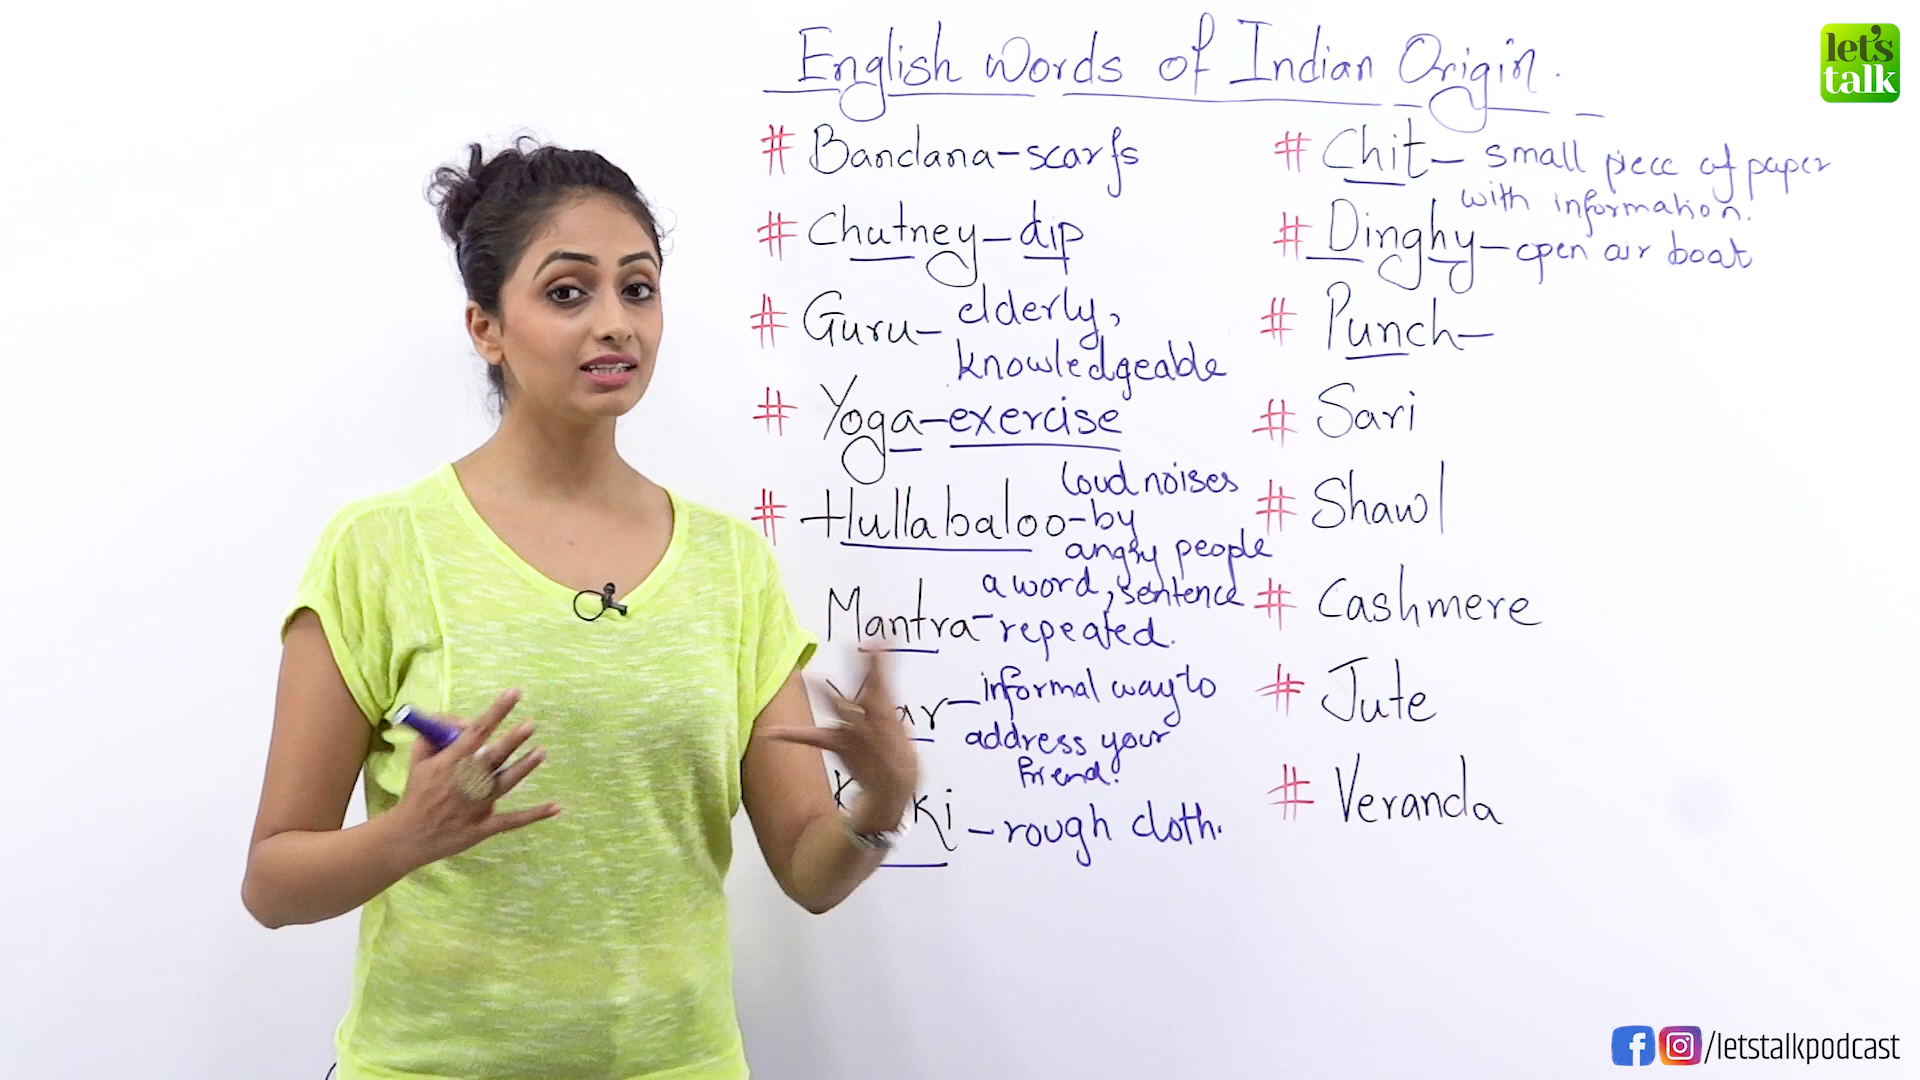 English Words of Indian Origin.
# Bandana - scarfs
# Chutney - dip
# Guru - elderly,
knowledgeable
# Yoga - exercise
loud noises
# Hullabaloo - by
angry people
a word, sentence
Mantra - repeated.
- informal way to
address your
friend.
- rough cloth.
# Chit - small piece of paper
with information.
# Dinghy - open air boat
# Punch -
# Sari
# Shawl
# Cashmere
# Jute
# Veranda
let's
talk
/letstalkpodcast